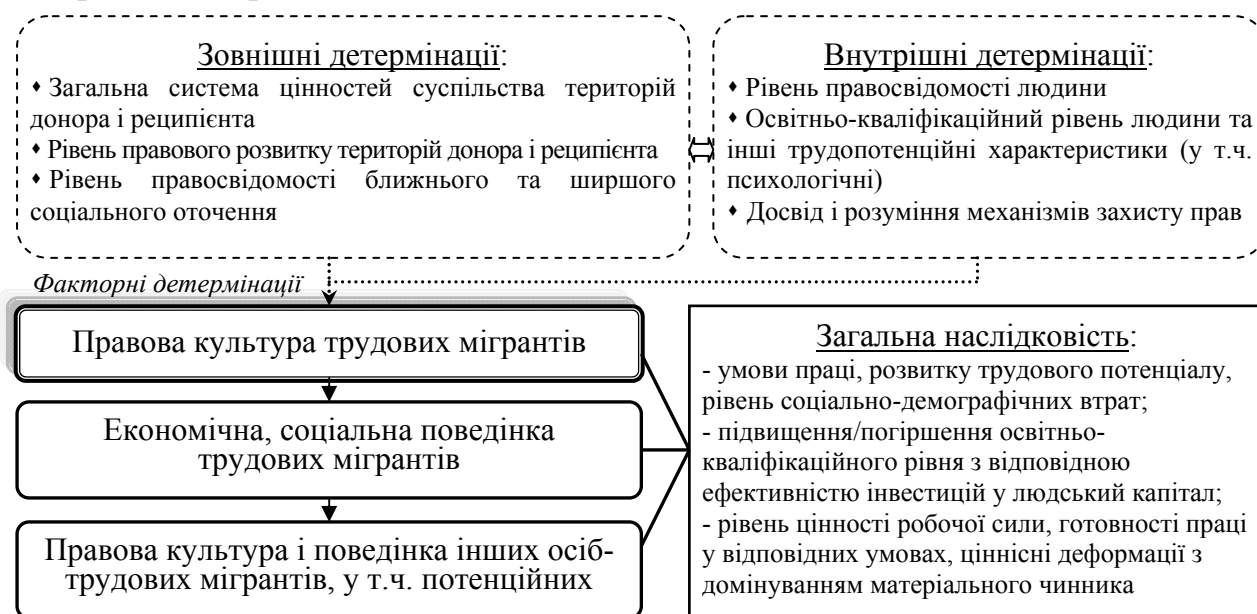 Зовнішні детермінації:
♦ Загальна система цінностей суспільства територій
донора і реципієнта
♦ Рівень правового розвитку територій донора і реципієнта
♦ Рівень правосвідомості ближнього та ширшого
соціального оточення
Внутрішні детермінації:
♦ Рівень правосвідомості людини
♦ Освітньо-кваліфікаційний рівень людини та
інші трудопотенційні характеристики (у т.ч.
психологічні)
♦ Досвід і розуміння механізмів захисту прав
Факторні детермінації
Правова культура трудових мігрантів
Економічна, соціальна поведінка
трудових мігрантів
Правова культура і поведінка інших осіб-
трудових мігрантів, у т.ч. потенційних
Загальна наслідковість:
- умови праці, розвитку трудового потенціалу,
рівень соціально-демографічних втрат;
- підвищення/погіршення освітньо-
кваліфікаційного рівня з відповідною
ефективністю інвестицій у людський капітал;
- рівень цінності робочої сили, готовності праці
у відповідних умовах, ціннісні деформації з
домінуванням матеріального чинника